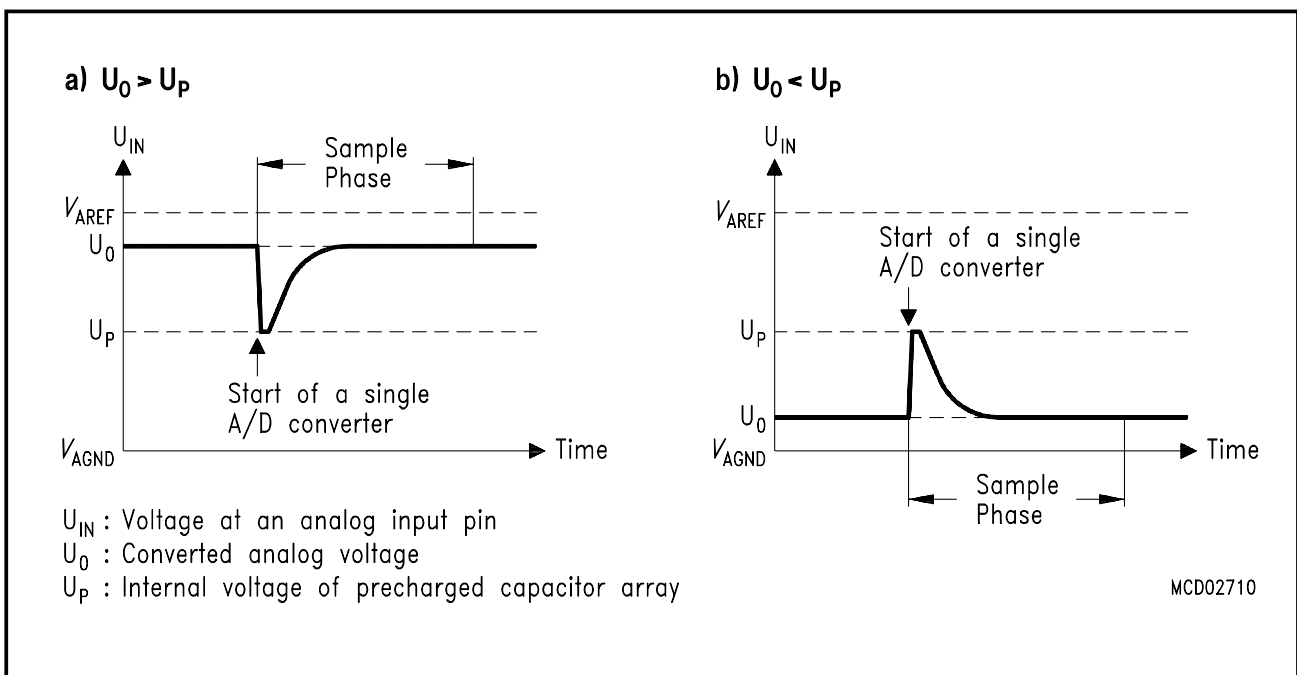 a) U0 > UP
UIN
Sample
Phase
VAREF
U0
UP
Start of a single
A/D converter
VAGND
Time
b) U0 < UP
UIN
VAREF
Start of a single
A/D converter
UP
U0
VAGND
Time
Sample
Phase
UIN : Voltage at an analog input pin
U0 : Converted analog voltage
UP : Internal voltage of precharged capacitor array
MCD02710